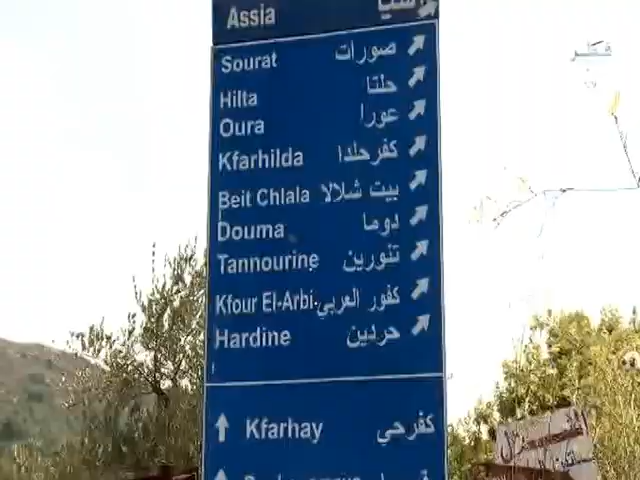 Assia
Sourat صورات
Hilta حلتا
Oura عورا
Kfarhilda كفرحلدا
Beit Chlala بيت شلالا
Douma دوما
Tannourine تنورين
Kfour El-Arbi كفور العربي
Hardine حردين
Kfarhay كفرحي
قطر